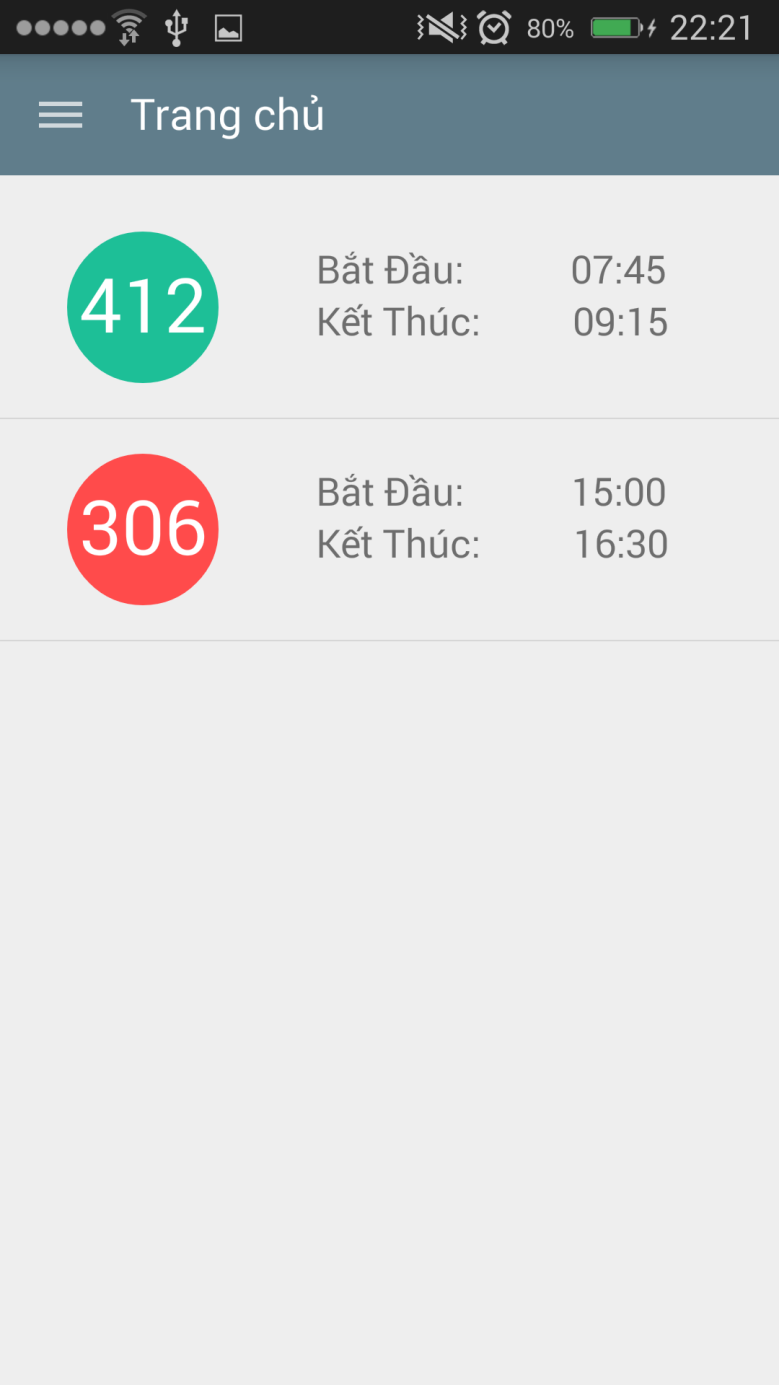 80% 22:21
Trang chủ
412
Bắt Đầu: 07:45
Kết Thúc: 09:15
306
Bắt Đầu: 15:00
Kết Thúc: 16:30